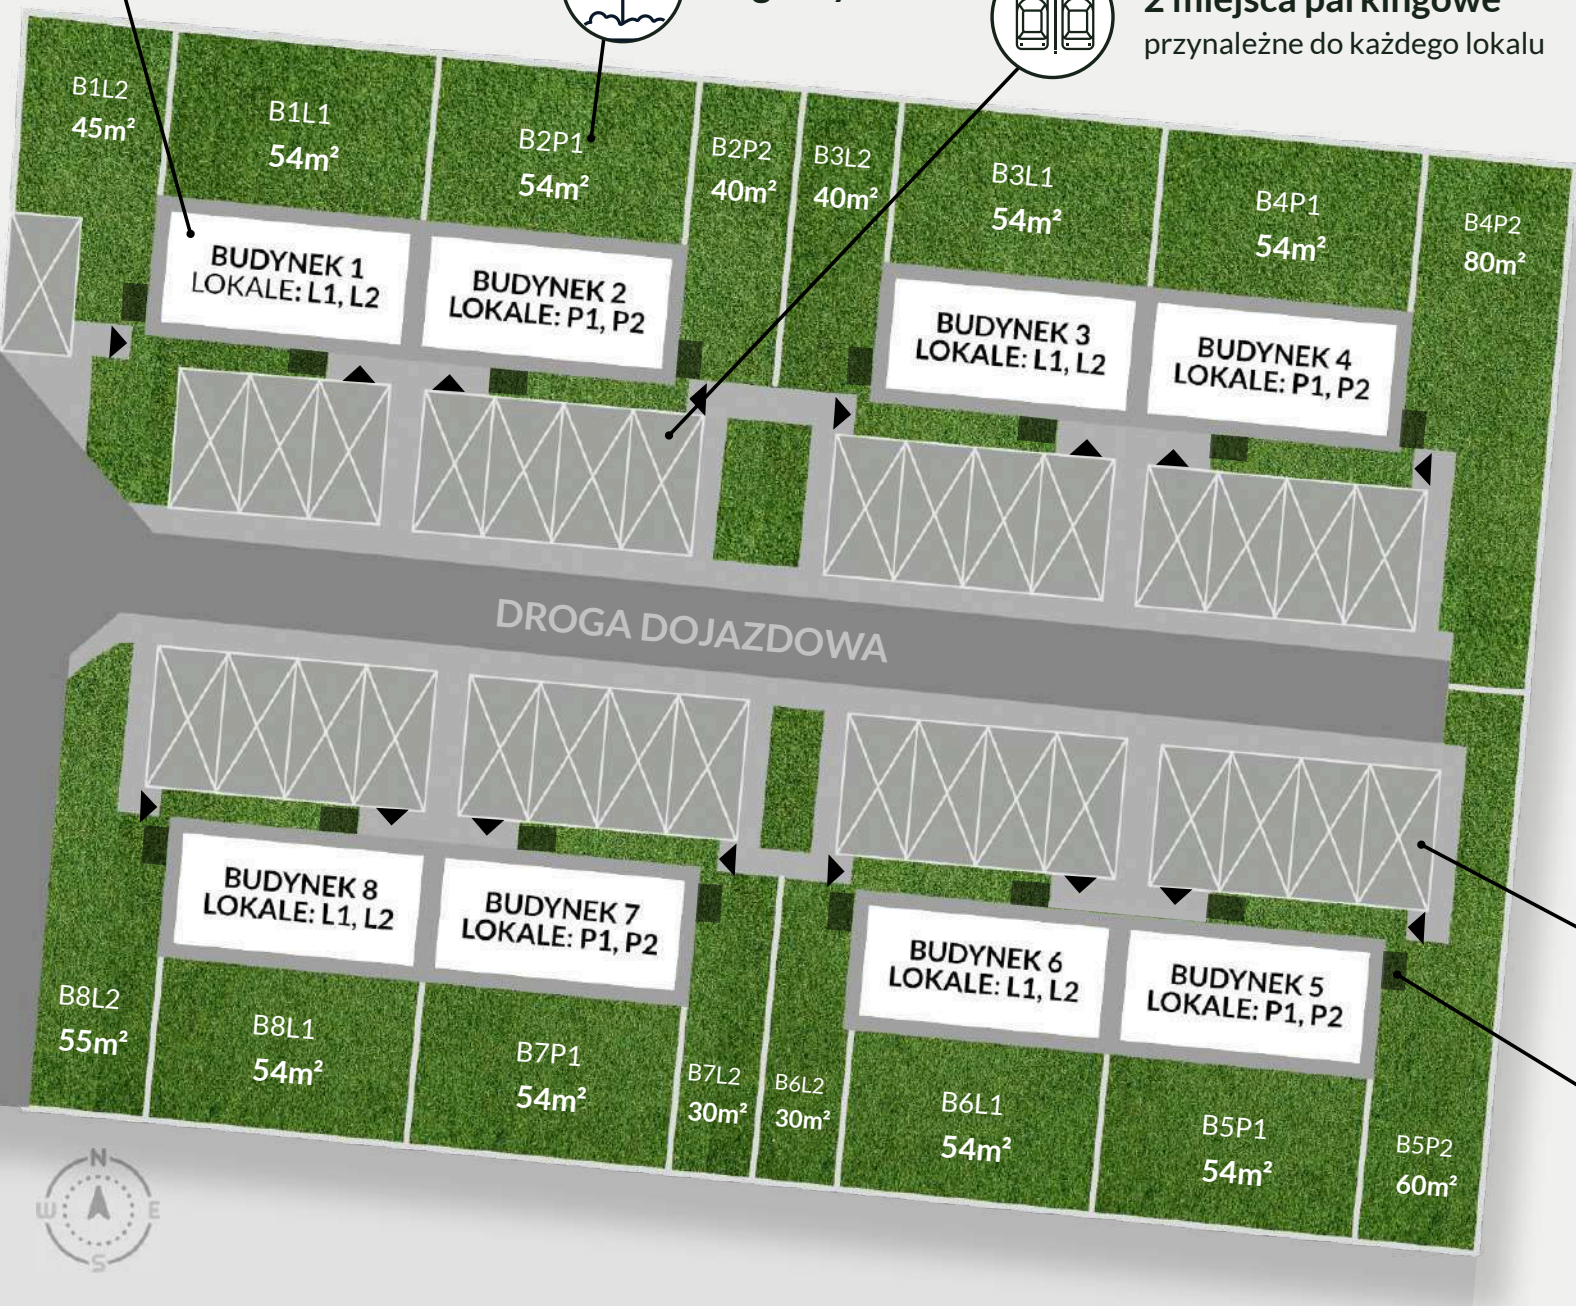 2 miejsca parkingowe
przynależne do każdego lokalu
B1L2
45m²
B1L1
54m²
B2P1
54m²
B2P2
40m²
B3L2
40m²
B3L1
54m²
B4P1
54m²
B4P2
80m²
BUDYNEK 1
LOKALE: L1, L2
BUDYNEK 2
LOKALE: P1, P2
BUDYNEK 3
LOKALE: L1, L2
BUDYNEK 4
LOKALE: P1, P2
DROGA DOJAZDOWA
BUDYNEK 8
LOKALE: L1, L2
BUDYNEK 7
LOKALE: P1, P2
BUDYNEK 6
LOKALE: L1, L2
BUDYNEK 5
LOKALE: P1, P2
B8L2
55m²
B8L1
54m²
B7P1
54m²
B7L2
30m²
B6L2
30m²
B6L1
54m²
B5P1
54m²
B5P2
60m²
N
W
E
S